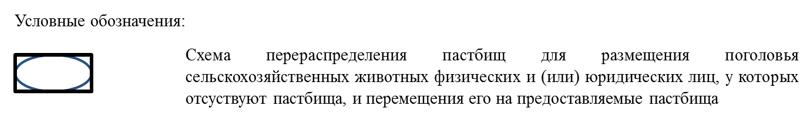 Условные обозначения:
Схема перераспределения пастбищ для размещения поголовья
сельскохозяйственных животных физических и (или) юридических лиц, у которых
отсуствуют пастбища, и перемещения его на предоставляемые пастбища